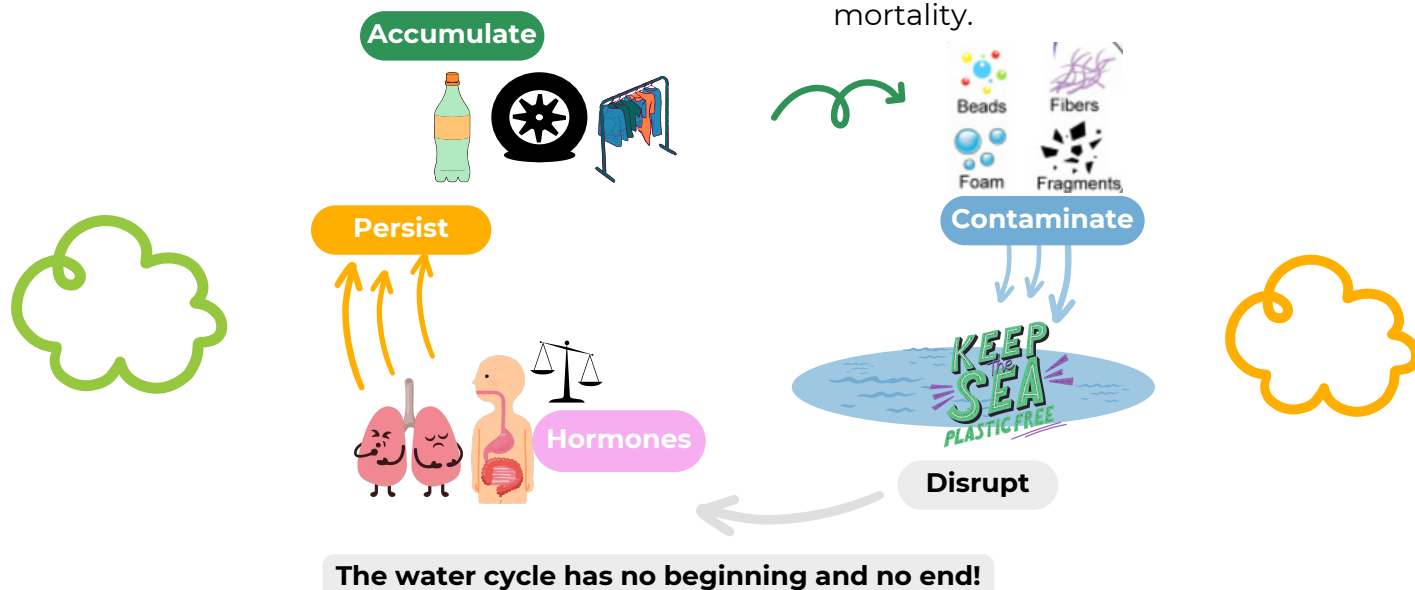 mortality.
Accumulate
Beads
Fibers
Foam
Fragments
Persist
Contaminate
KEEP
the
SEA
PLASTIC FREE
Hormones
Disrupt
The water cycle has no beginning and no end!